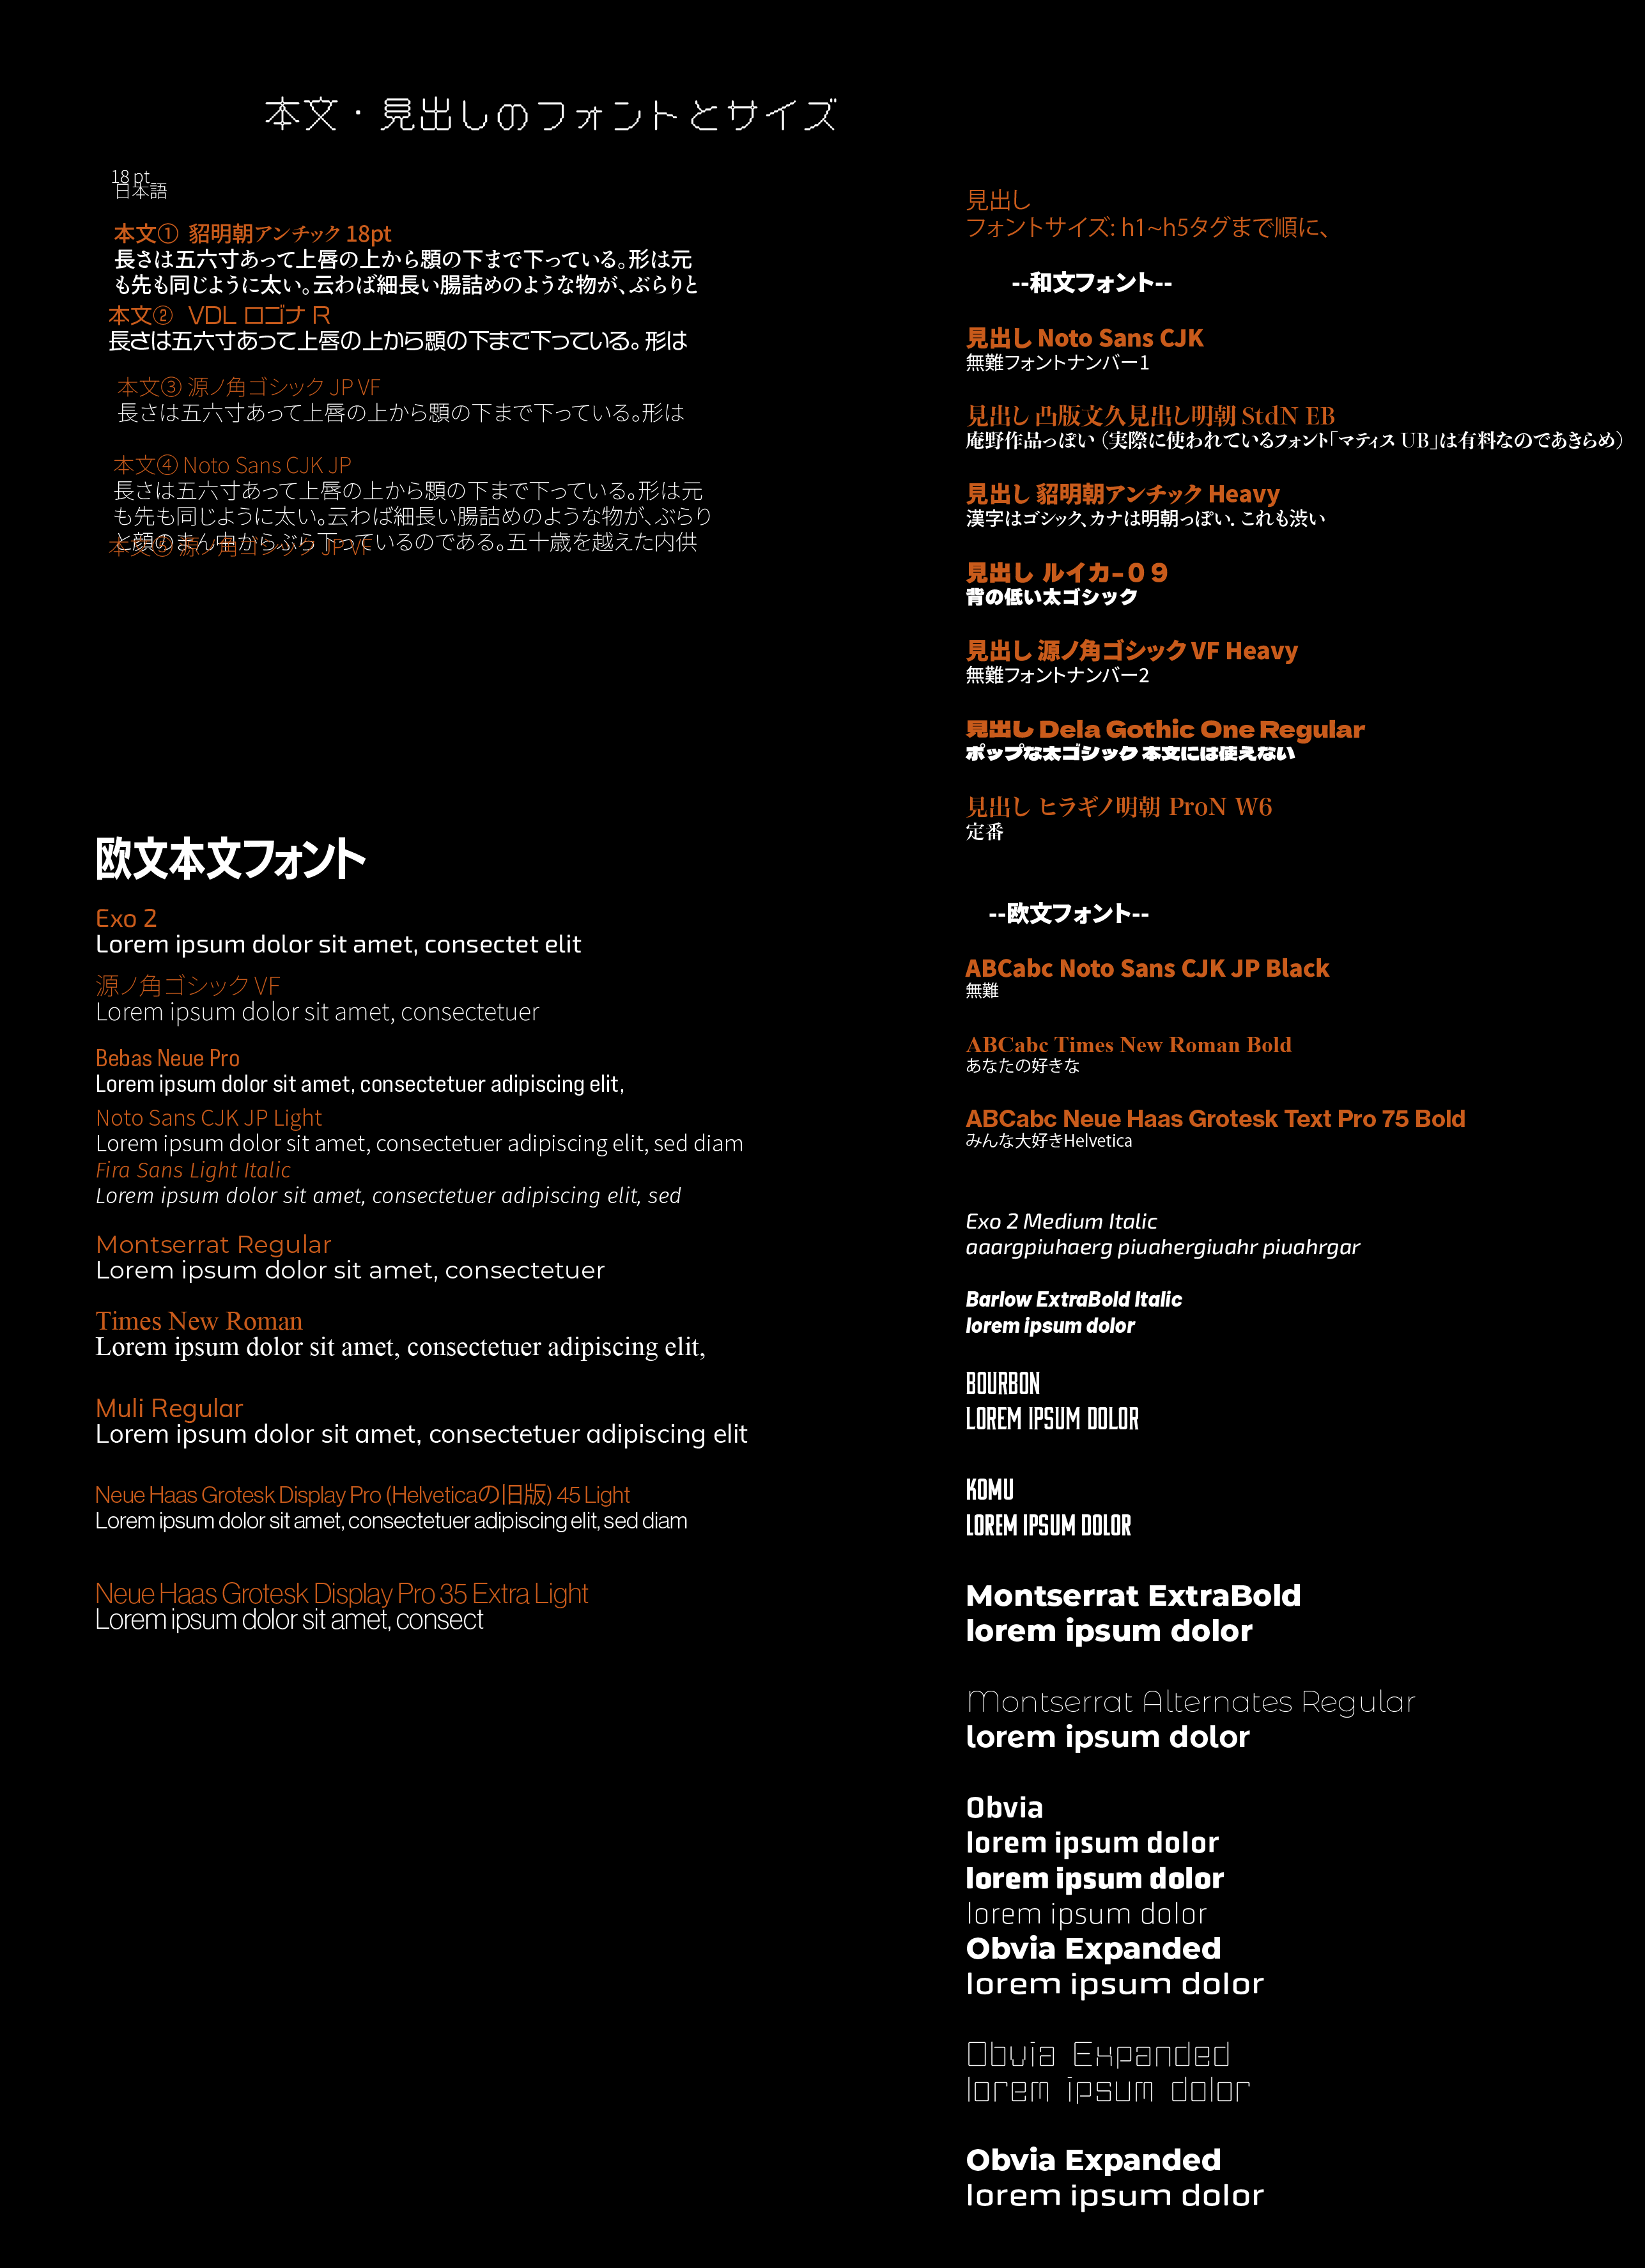 本文・見出しのフォントとサイズ
18 pt
日本語
本文① 貂明朝アンチック 18pt
長さは五六寸あって上唇の上から顋の下まで下っている。形は元
も先も同じように太い。云わば細長い腸詰めのような物が、ぶらりと
本文② VDL ロゴナ R
長さは五六寸あって上唇の上から顋の下まで下っている。形は
本文③ 源ノ角ゴシック JP VF
長さは五六寸あって上唇の上から顋の下まで下っている。形は
本文④ Noto Sans CJK JP
長さは五六寸あって上唇の上から顋の下まで下っている。形は元
も先も同じように太い。云わば細長い腸詰めのような物が、ぶらり
と顔のまん中からぶら下っているのである。五十歳を越えた内供
本文⑤ 源ノ角ゴシック JP VF
欧文本文フォント
Exo 2
Lorem ipsum dolor sit amet, consectet elit
源ノ角ゴシック VF
Lorem ipsum dolor sit amet, consectetuer
Bebas Neue Pro
Lorem ipsum dolor sit amet, consectetuer adipiscing elit,
Noto Sans CJK JP Light
Lorem ipsum dolor sit amet, consectetuer adipiscing elit, sed diam
Fira Sans Light Italic
Lorem ipsum dolor sit amet, consectetuer adipiscing elit, sed
Montserrat Regular
Lorem ipsum dolor sit amet, consectetuer
Times New Roman
Lorem ipsum dolor sit amet, consectetuer adipiscing elit,
Muli Regular
Lorem ipsum dolor sit amet, consectetuer adipiscing elit
Neue Haas Grotesk Display Pro (Helveticaの旧版) 45 Light
Lorem ipsum dolor sit amet, consectetuer adipiscing elit, sed diam
Neue Haas Grotesk Display Pro 35 Extra Light
Lorem ipsum dolor sit amet, consect
見出し
フォントサイズ: h1~h5タグまで順に、
--和文フォント--
見出し Noto Sans CJK
無難フォントナンバー1
見出し 凸版文久見出し明朝 StdN EB
庵野作品っぽい（実際に使われているフォント「マティス UB」は有料なのであきらめ）
見出し 貂明朝アンチック Heavy
漢字はゴシック、カナは明朝っぽい. これも渋い
見出し ルイカ-０９
背の低い太ゴシック
見出し 源ノ角ゴシック VF Heavy
無難フォントナンバー2
見出し Dela Gothic One Regular
ポップな太ゴシック 本文には使えない
見出し ヒラギノ明朝 ProN W6
定番
--欧文フォント--
ABCabc Noto Sans CJK JP Black
無難
ABCabc Times New Roman Bold
あなたの好きな
ABCabc Neue Haas Grotesk Text Pro 75 Bold
みんな大好きHelvetica
Exo 2 Medium Italic
aaargpiuhaerg piuahergiuahr piuahrgar
Barlow ExtraBold Italic
lorem ipsum dolor
BOURBON
LOREM IPSUM DOLOR
KOMU
LOREM IPSUM DOLOR
Montserrat ExtraBold
lorem ipsum dolor
Montserrat Alternates Regular
lorem ipsum dolor
Obvia
lorem ipsum dolor
lorem ipsum dolor
lorem ipsum dolor
Obvia Expanded
lorem ipsum dolor
Obvia Expanded
lorem ipsum dolor
Obvia Expanded
lorem ipsum dolor